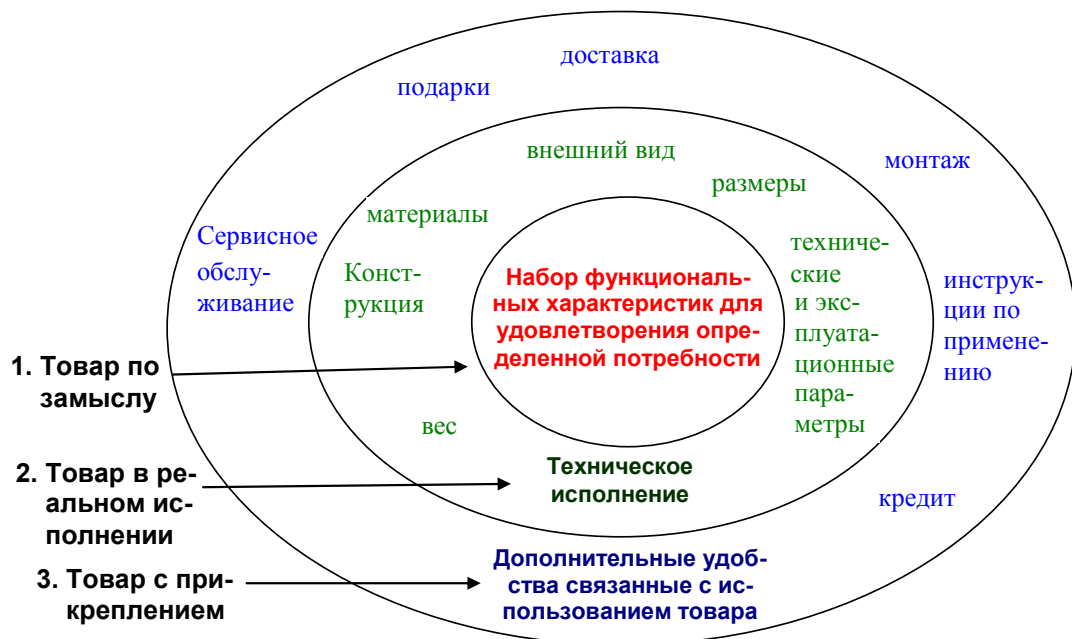 доставка
подарки
внешний вид
монтаж
размеры
материалы
Сервисное
обслу-
живание
Конст-
рукция
Набор функциональ-
ных характеристик для
удовлетворения опре-
деленной потребности
техниче-
ские
и экс-
плуата-
ционные
пара-
метры
инструк-
ции по
примене-
нию
1. Товар по
замыслу
вес
2. Товар в ре-
альном ис-
полнении
Техническое
исполнение
кредит
3. Товар с при-
креплением
Дополнительные удоб-
ства связанные с ис-
пользованием товара